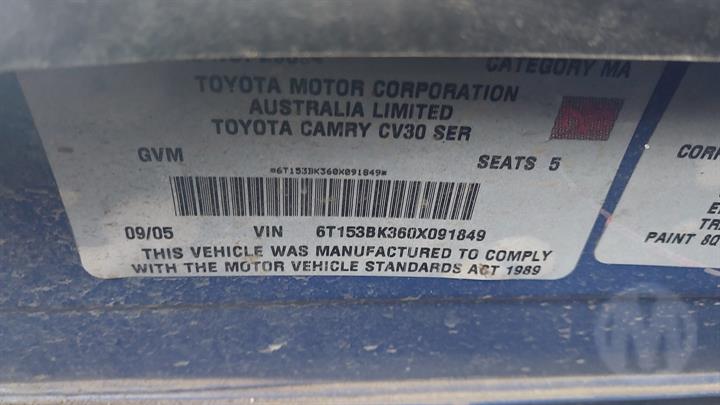 CATEGORY MA
TOYOTA MOTOR CORPORATION
AUSTRALIA LIMITED
TOYOTA CAMRY CV30 SER
GVM SEATS 5
*6T153BK360X091849*
09/05 VIN 6T153BK360X091849
THIS VEHICLE WAS MANUFACTURED TO COMPLY
WITH THE MOTOR VEHICLE STANDARDS ACT 1989
PAINT 8Q
M